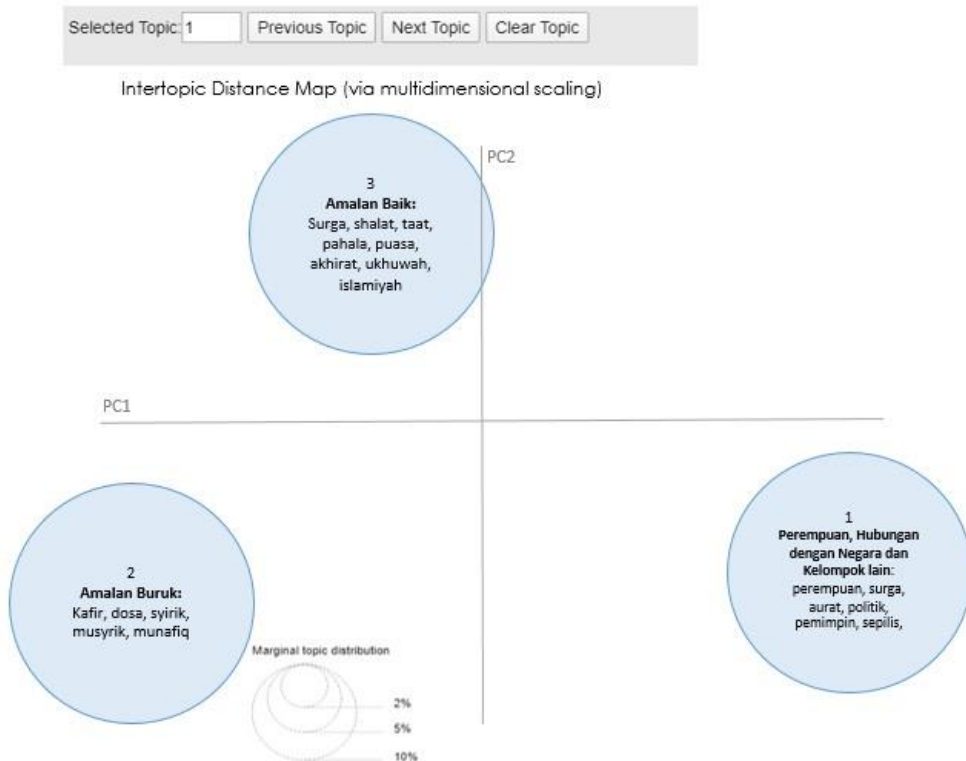 Selected Topic: 1 Previous Topic Next Topic Clear Topic
Intertopic Distance Map (via multidimensional scaling)
PC2
3
Amalan Baik:
Surga, shalat, taat,
pahala, puasa,
akhirat, ukhuwah,
islamiyah
PC1
1
Perempuan, Hubungan
dengan Negara dan
Kelompok lain:
perempuan, surga,
aurat, politik,
pemimpin, sepilis,
2
Amalan Buruk:
Kafir, dosa, syirik,
musyrik, munafiq
Marginal topic distribution
2%
5%
10%